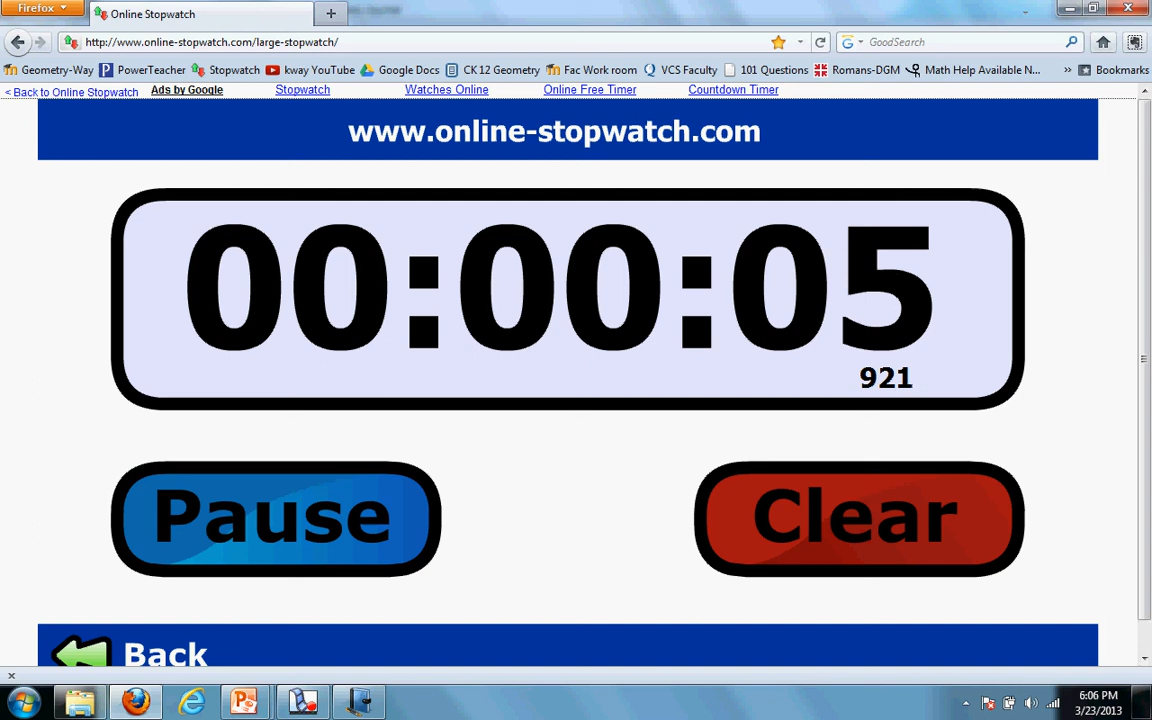 Firefox
Online Stopwatch
http://www.online-stopwatch.com/large-stopwatch/
GoodSearch
Geometry-Way PowerTeacher Stopwatch kway YouTube Google Docs CK12 Geometry Fac Work room VCS Faculty 101 Questions Romans-DGM Math Help Available N... » Bookmarks
< Back to Online Stopwatch Ads by Google Stopwatch Watches Online Online Free Timer Countdown Timer
www.online-stopwatch.com
00:00:05
921
Pause Clear
Back
6:06 PM
3/23/2013